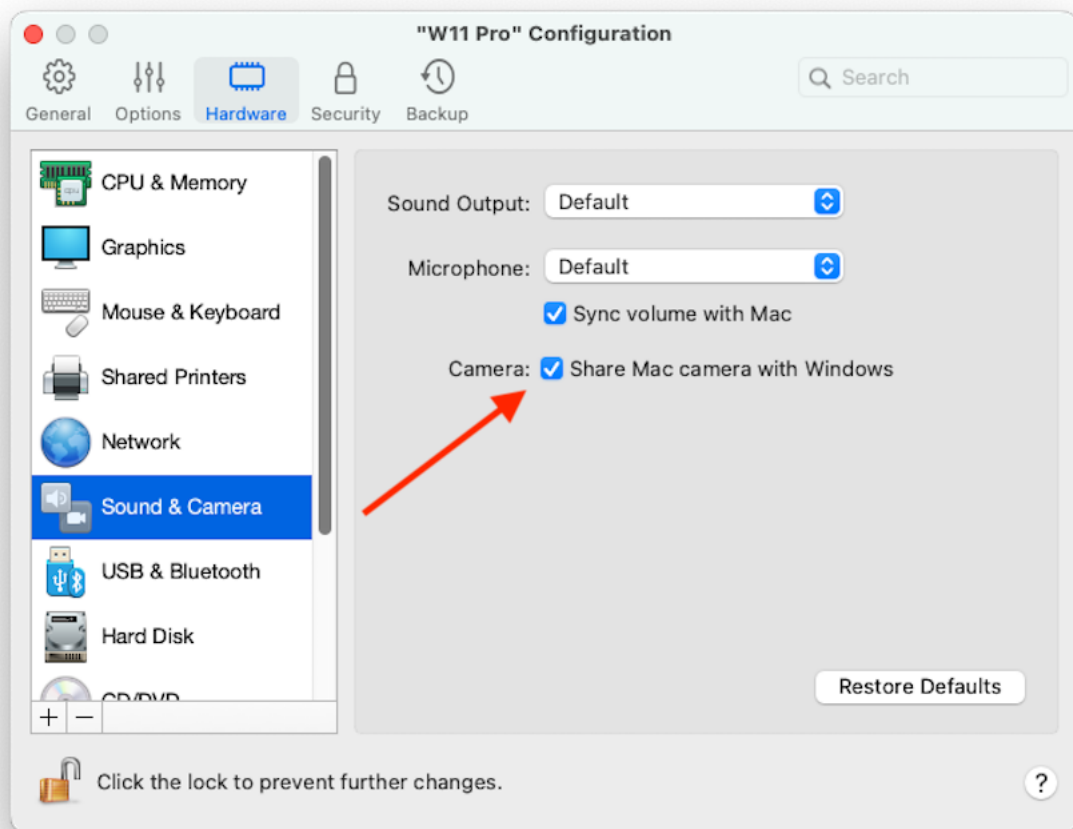 "W11 Pro" Configuration
General Options Hardware Security Backup
Search
CPU & Memory
Graphics
Mouse & Keyboard
Shared Printers
Network
Sound & Camera
USB & Bluetooth
Hard Disk
CD/DVD
+ −
Sound Output: Default
Microphone: Default
Sync volume with Mac
Camera: Share Mac camera with Windows
Restore Defaults
Click the lock to prevent further changes.
?